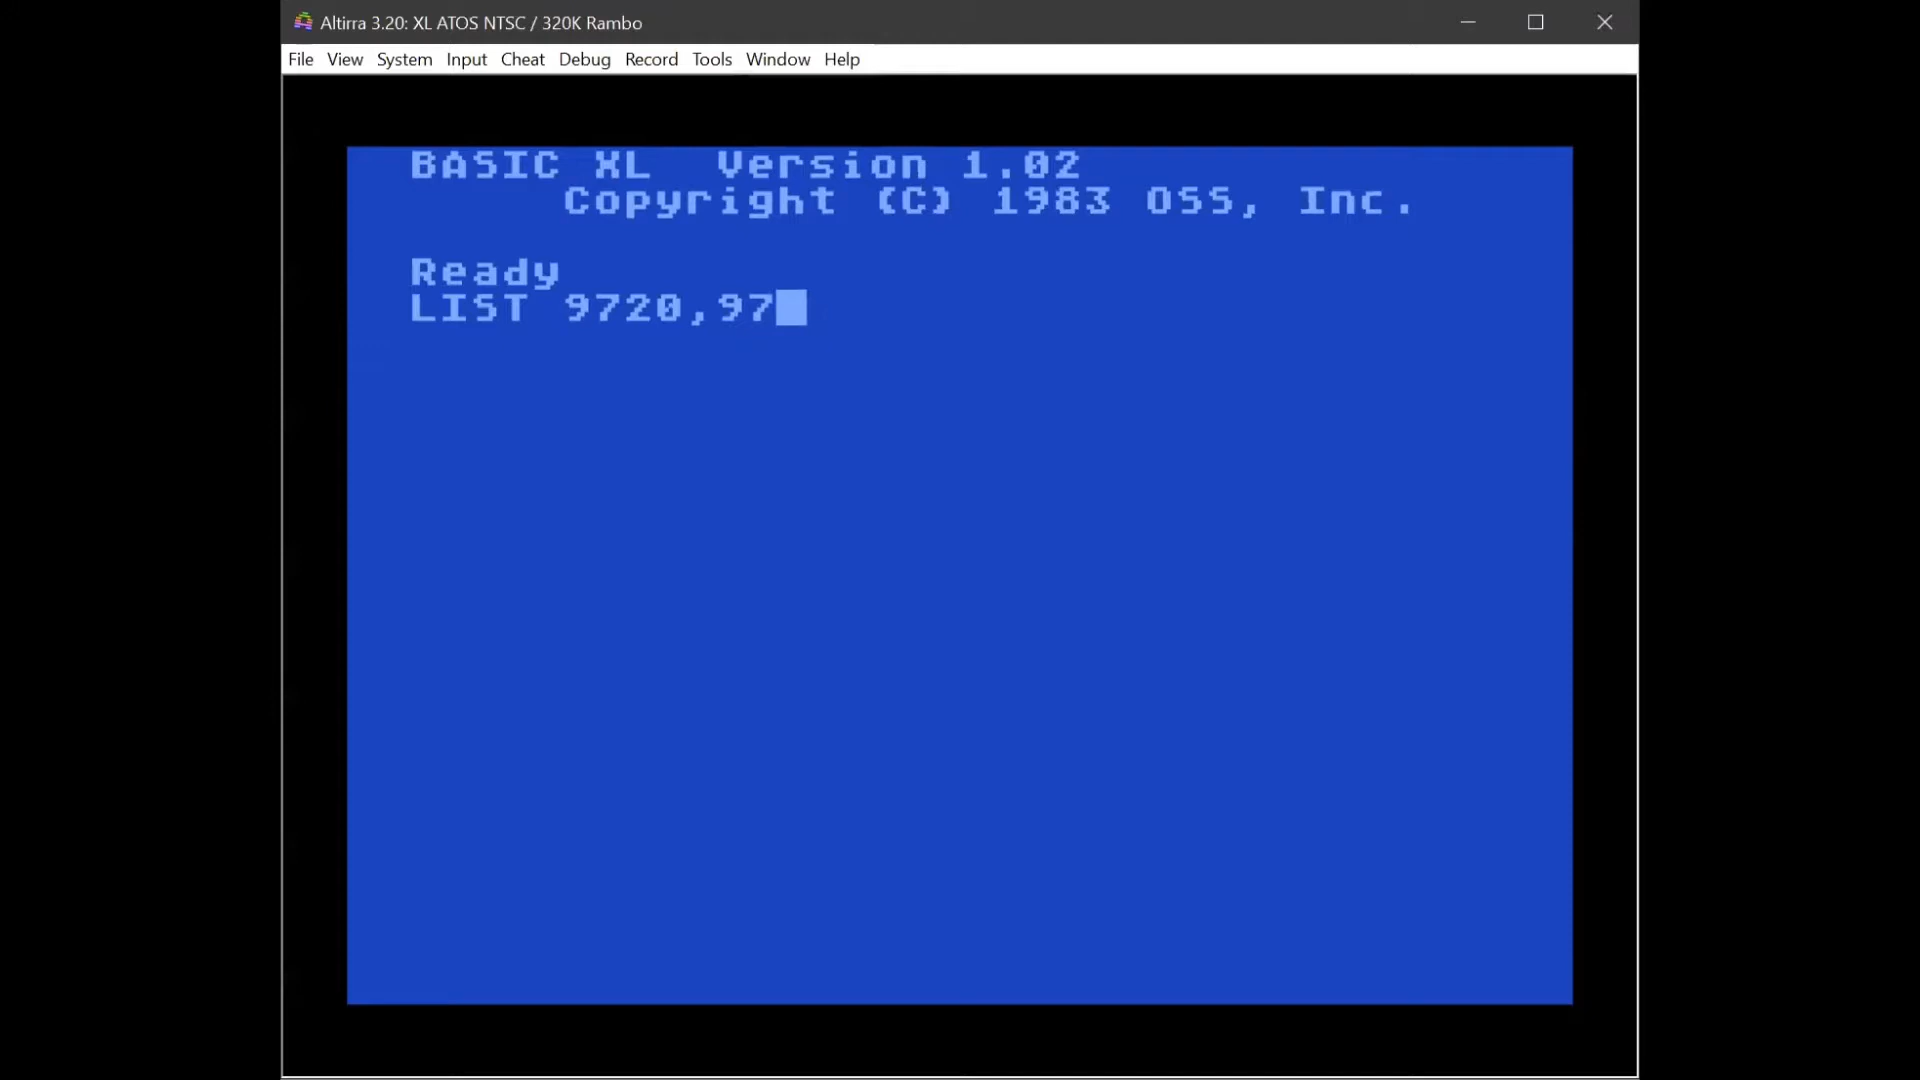 Altirra 3.20: XL ATOS NTSC / 320K Rambo
File View System Input Cheat Debug Record Tools Window Help
BASIC XL Version 1.02
Copyright (C) 1983 OSS, Inc.
Ready
LIST 9720,97